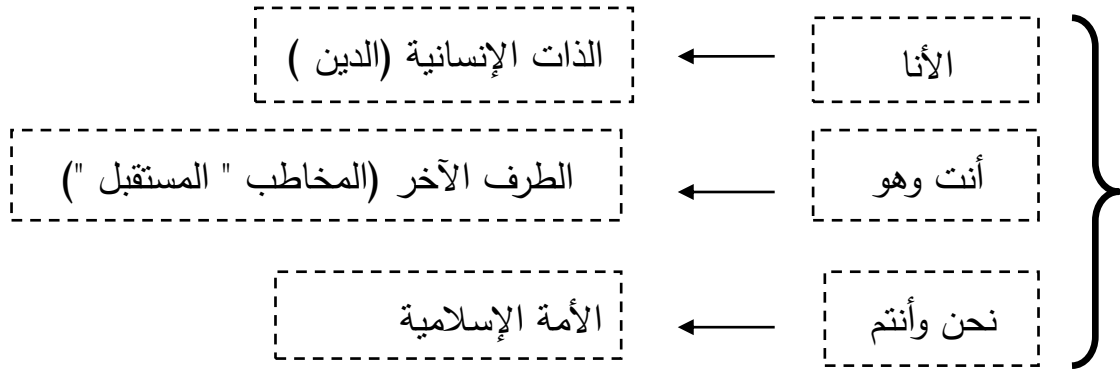 الأنا
الذات الإنسانية (الدين )
أنت وهو
الطرف الآخر (المخاطب " المستقبل ")
نحن وأنتم
الأمة الإسلامية